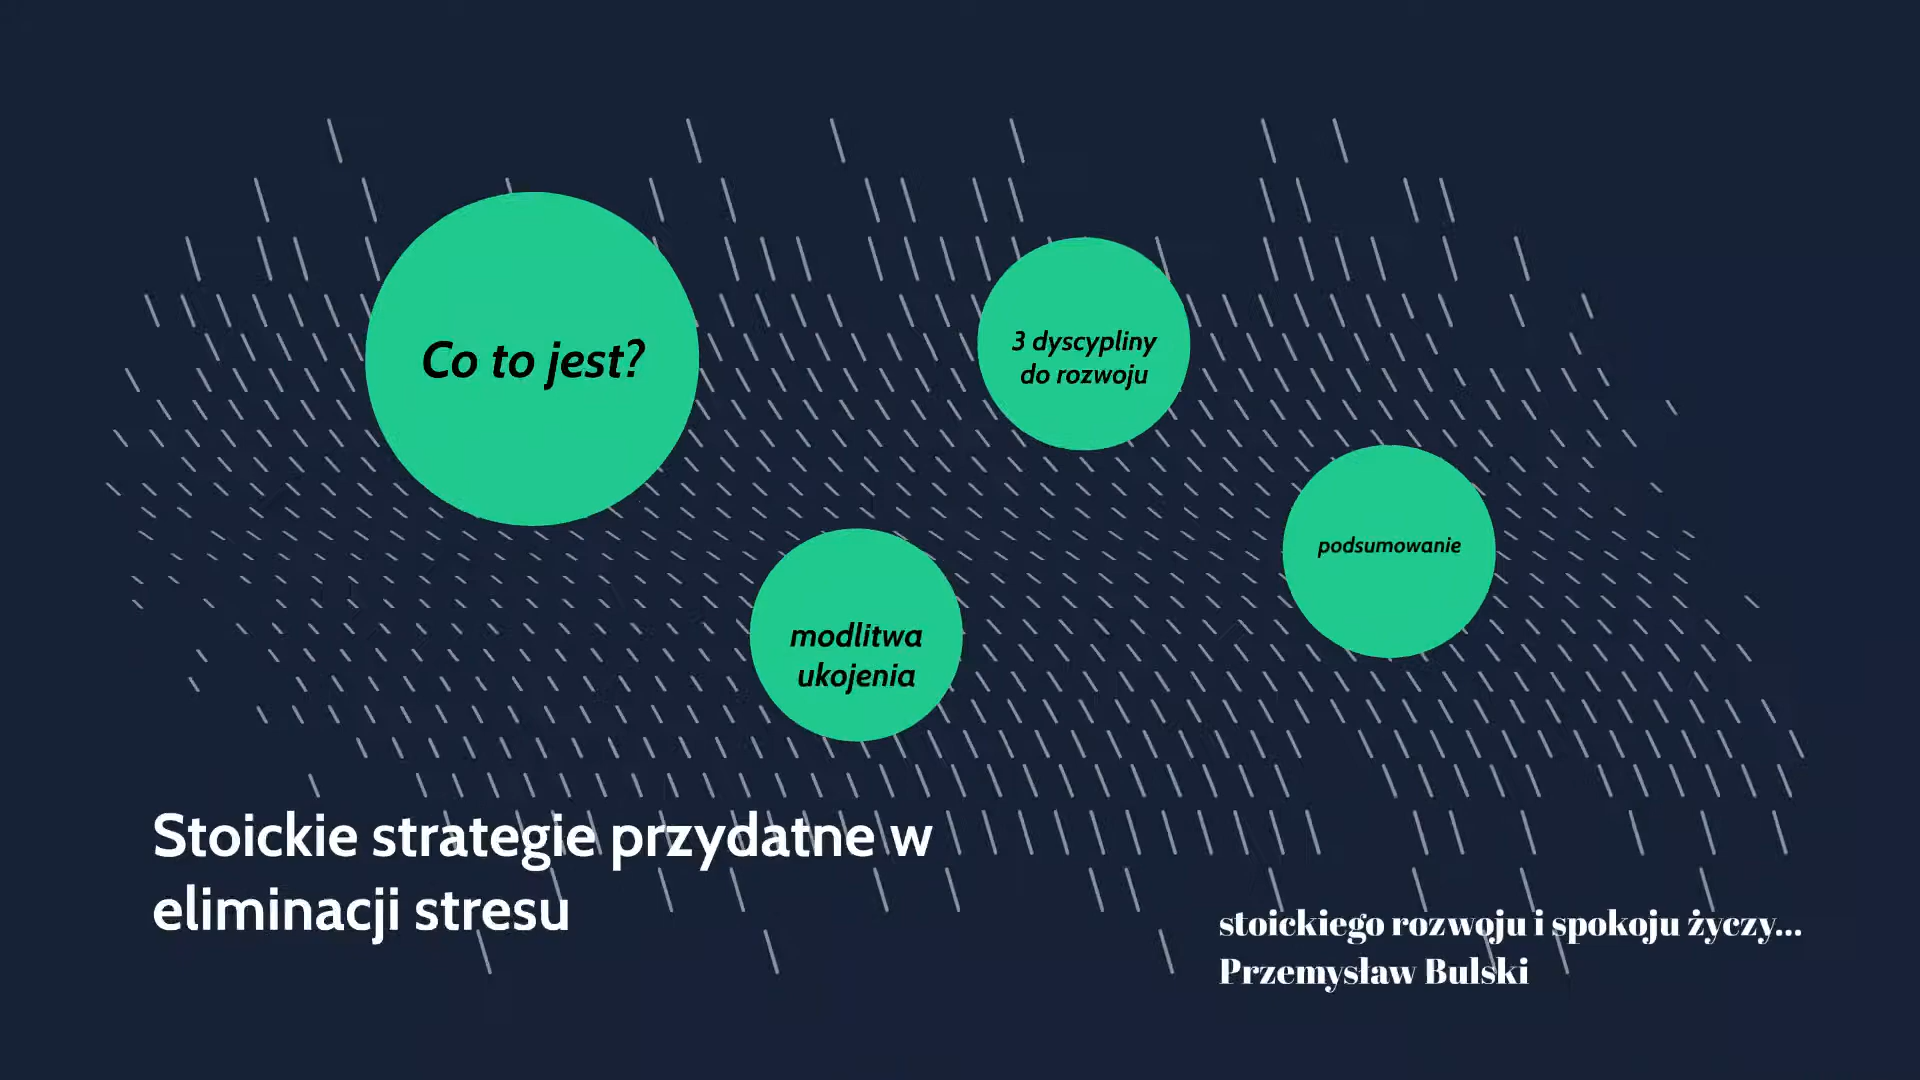 Co to jest?
3 dyscypliny
do rozwoju
podsumowanie
modlitwa
ukojenia
Stoickie strategie przydatne w
eliminacji stresu
stoickiego rozwoju i spokoju życzy...
Przemysław Bulski